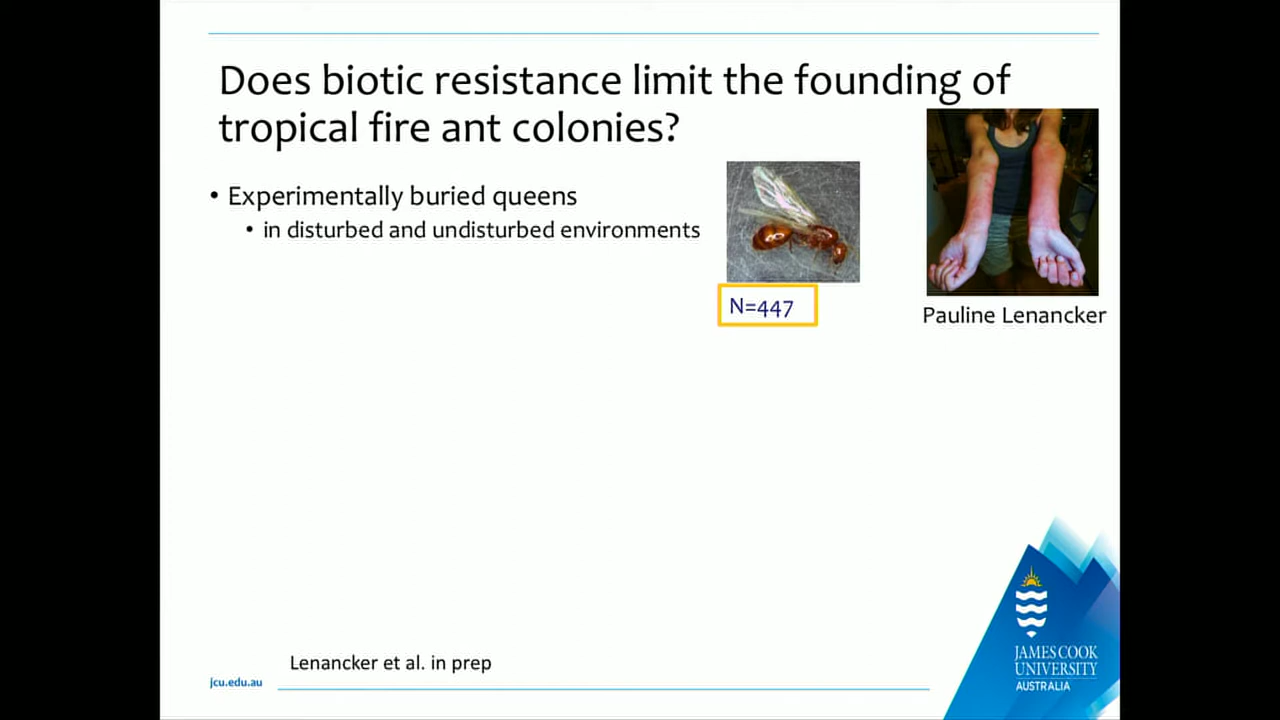 Does biotic resistance limit the founding of
tropical fire ant colonies?
• Experimentally buried queens
• in disturbed and undisturbed environments
N=447
Pauline Lenancker
Lenancker et al. in prep
jcu.edu.au
JAMES COOK
UNIVERSITY
AUSTRALIA